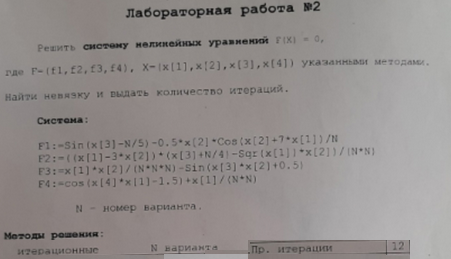 Лабораторная работа №2
Решить систему нелинейных уравнений F(X) = 0,
где F=(f1,f2,f3,f4), X=(x[1],x[2],x[3],x[4]) указанными методами.
Найти невязку и выдать количество итераций.
Система:
F1:=Sin(x[3]-N/5)-0.5*x[2]*Cos(x[2]+7*x[1])/N
F2:=((x[1]-3*x[2])*(x[3]+N/4)-Sqr(x[1])*x[2])/(N*N)
F3:=x[1]*x[2]/(N*N*N)-Sin(x[3]*x[2]+0.5)
F4:=cos(x[4]*x[1]-1.5)+x[1]/(N*N)
N - номер варианта.
Методы решения:
итерационные N варианта Пр. итерации 12